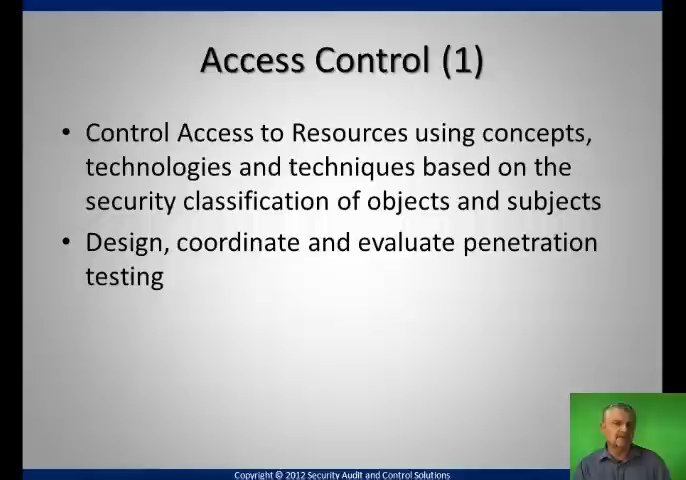 Access Control (1)
• Control Access to Resources using concepts,
technologies and techniques based on the
security classification of objects and subjects
• Design, coordinate and evaluate penetration
testing
Copyright © 2012 Security Audit and Control Solutions